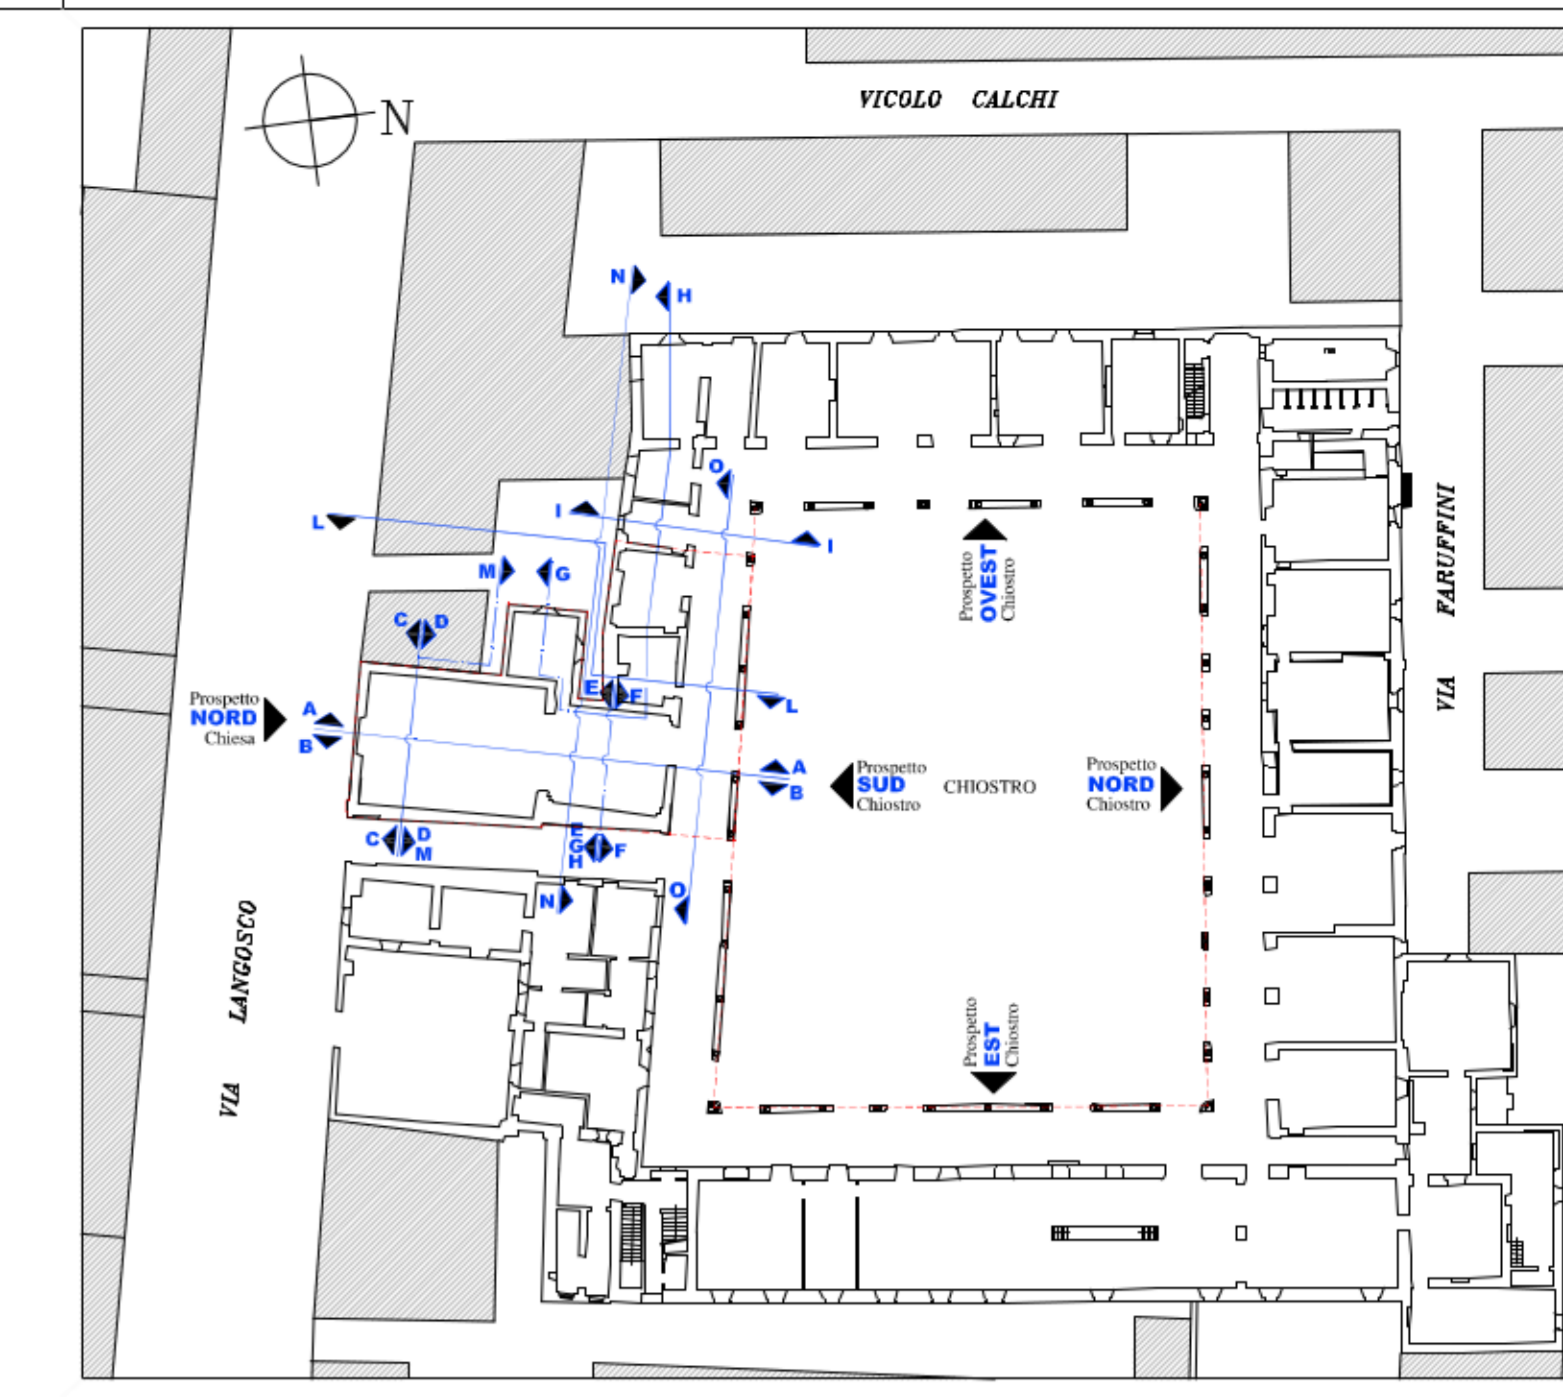 VICOLO CALCHI
N
N
H
O
I
I
L
M
G
C
D
E
F
L
Prospetto
NORD
Chiesa
A
B
A
B
Prospetto
OVEST
Chiostro
Prospetto
SUD
Chiostro
CHIOSTRO
Prospetto
NORD
Chiostro
C
D
M
E
G
H
F
N
O
Prospetto
EST
Chiostro
VIA LANGOSCO
VIA FARUFFINI